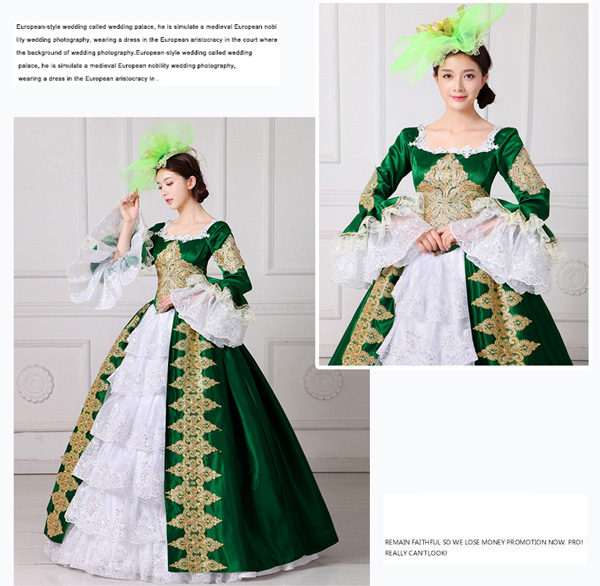 European-style wedding called wedding palace, he is simulate a medieval European nobi
lity wedding photography, wearing a dress in the European aristocracy in the court where
the background of wedding photography.European-style wedding called wedding
palace, he is simulate a medieval European nobility wedding photography,
wearing a dress in the European aristocracy in .
REMAIN FAITHFUL SO WE LOSE MONEY PROMOTION NOW. PRO!
REALLY CAN'TLOOK!